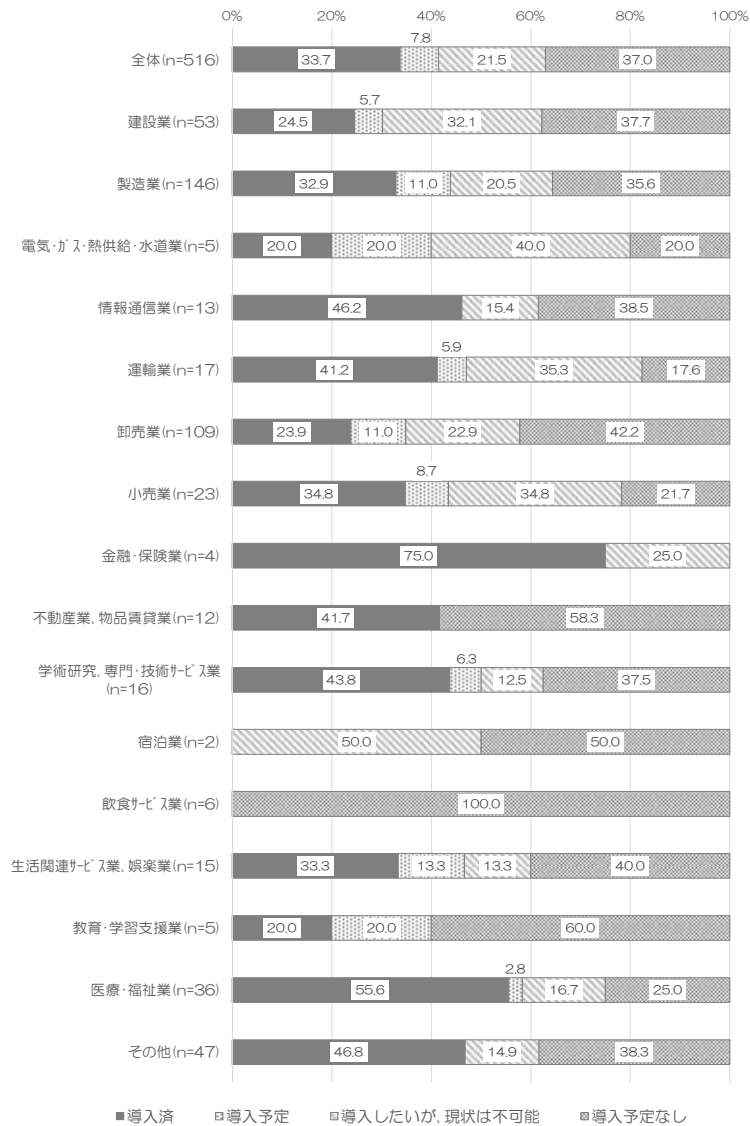 0% 20% 40% 60% 80% 100%
全体(n=516) 33.7 7.8 21.5 37.0
建設業(n=53) 24.5 5.7 32.1 37.7
製造業(n=146) 32.9 11.0 20.5 35.6
電気・ｶﾞｽ・熱供給・水道業(n=5) 20.0 20.0 40.0 20.0
情報通信業(n=13) 46.2 15.4 38.5
運輸業(n=17) 41.2 5.9 35.3 17.6
卸売業(n=109) 23.9 11.0 22.9 42.2
小売業(n=23) 34.8 8.7 34.8 21.7
金融・保険業(n=4) 75.0 25.0
不動産業、物品賃貸業(n=12) 41.7 58.3
学術研究、専門・技術ｻｰﾋﾞｽ業
(n=16) 43.8 6.3 12.5 37.5
宿泊業(n=2) 50.0 50.0
飲食ｻｰﾋﾞｽ業(n=6) 100.0
生活関連ｻｰﾋﾞｽ業、娯楽業(n=15) 33.3 13.3 13.3 40.0
教育・学習支援業(n=5) 20.0 20.0 60.0
医療・福祉業(n=36) 55.6 2.8 16.7 25.0
その他(n=47) 46.8 14.9 38.3
導入済 導入予定 導入したいが、現状は不可能 導入予定なし